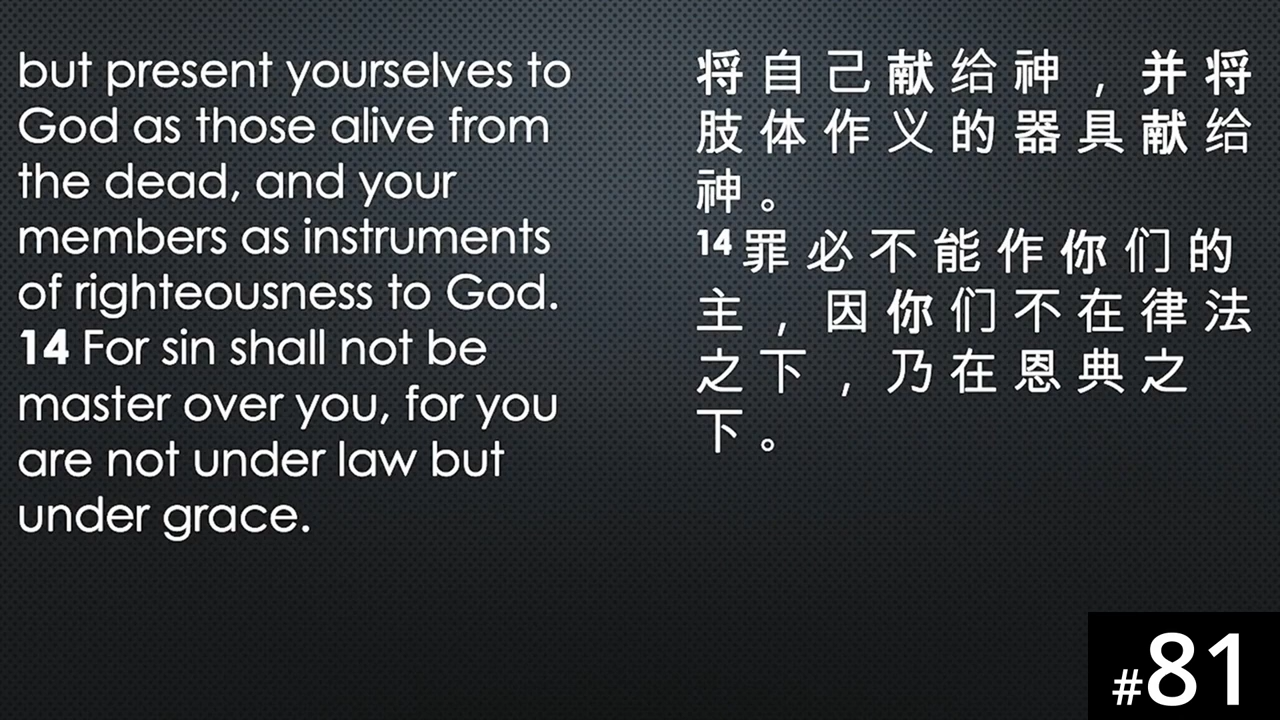 but present yourselves to
God as those alive from
the dead, and your
members as instruments
of righteousness to God.
14 For sin shall not be
master over you, for you
are not under law but
under grace.
将自己献给神，并将
肢体作义的器具献给
神。
14罪必不能作你们的
主，因你们不在律法
之下，乃在恩典之
下。
#81